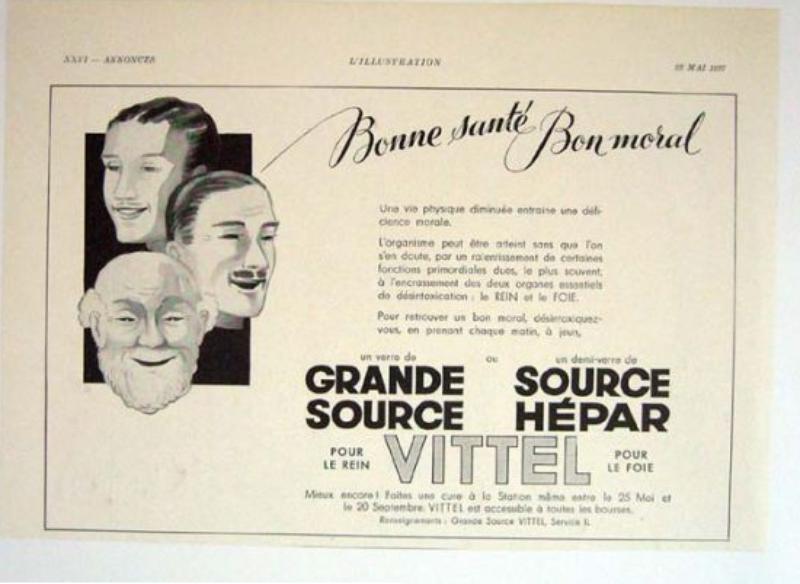 XXVI — ANNONCES
L'ILLUSTRATION
MAI 1937
Bonne santé Bon moral
Une vie physique diminuée entraine une défi-
cience morale.
L'organisme peut être atteint sans que l'on
s'en doute, par un ralentissement de certaines
fonctions primordiales dues, le plus souvent,
à l'encrassement des deux organes essentiels
de désintoxication : le REIN et le FOIE.
Pour retrouver un bon moral, désintoxiquez-
vous, en prenant chaque matin, à jeun,
un verre de ou un demi-verre de
GRANDE SOURCE
SOURCE HÉPAR
POUR LE REIN
VITTEL
POUR LE FOIE
Mieux encore ! Faites une cure à la Station même entre le 25 Mai et
le 20 Septembre. VITTEL est accessible à toutes les bourses.
Renseignements : Grande Source VITTEL, Service